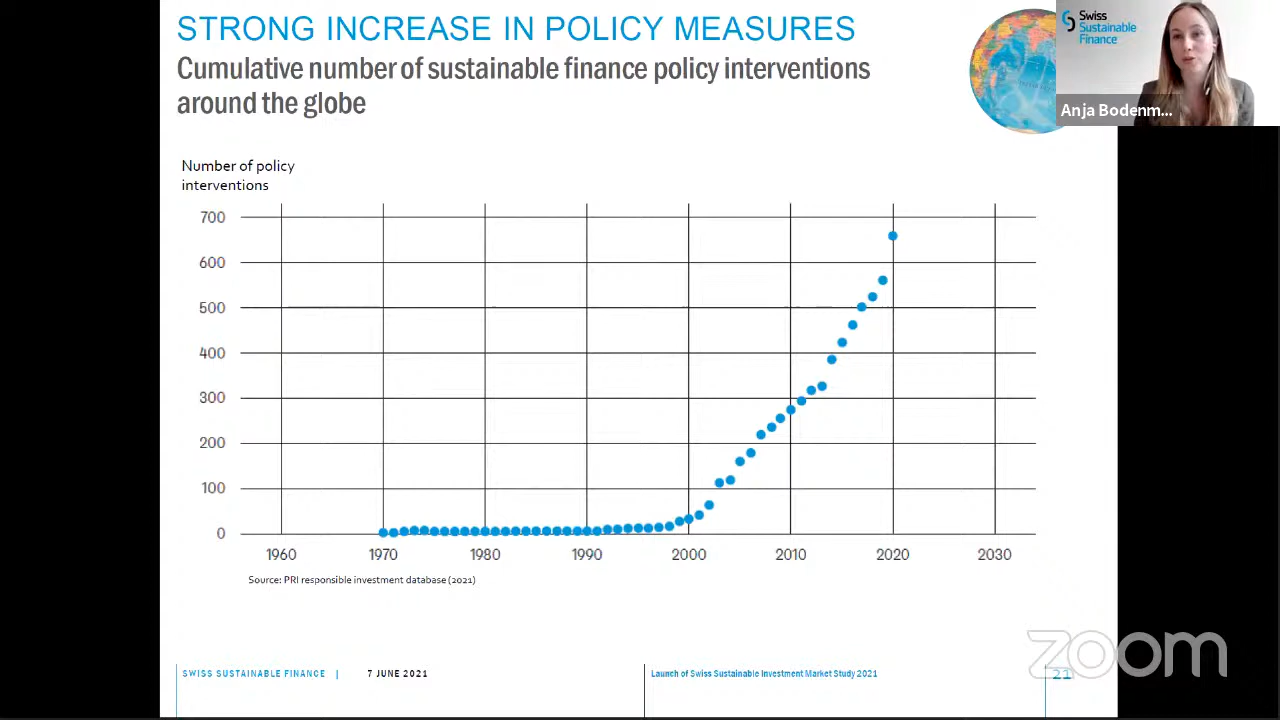 STRONG INCREASE IN POLICY MEASURES
Cumulative number of sustainable finance policy interventions
around the globe
Swiss
Sustainable
Finance
Anja Bodenm...
Number of policy
interventions
700
600
500
400
300
200
100
0
1960 1970 1980 1990 2000 2010 2020 2030
Source: PRI responsible investment database (2021)
zoom
SWISS SUSTAINABLE FINANCE | 7 JUNE 2021 Launch of Swiss Sustainable Investment Market Study 2021 21